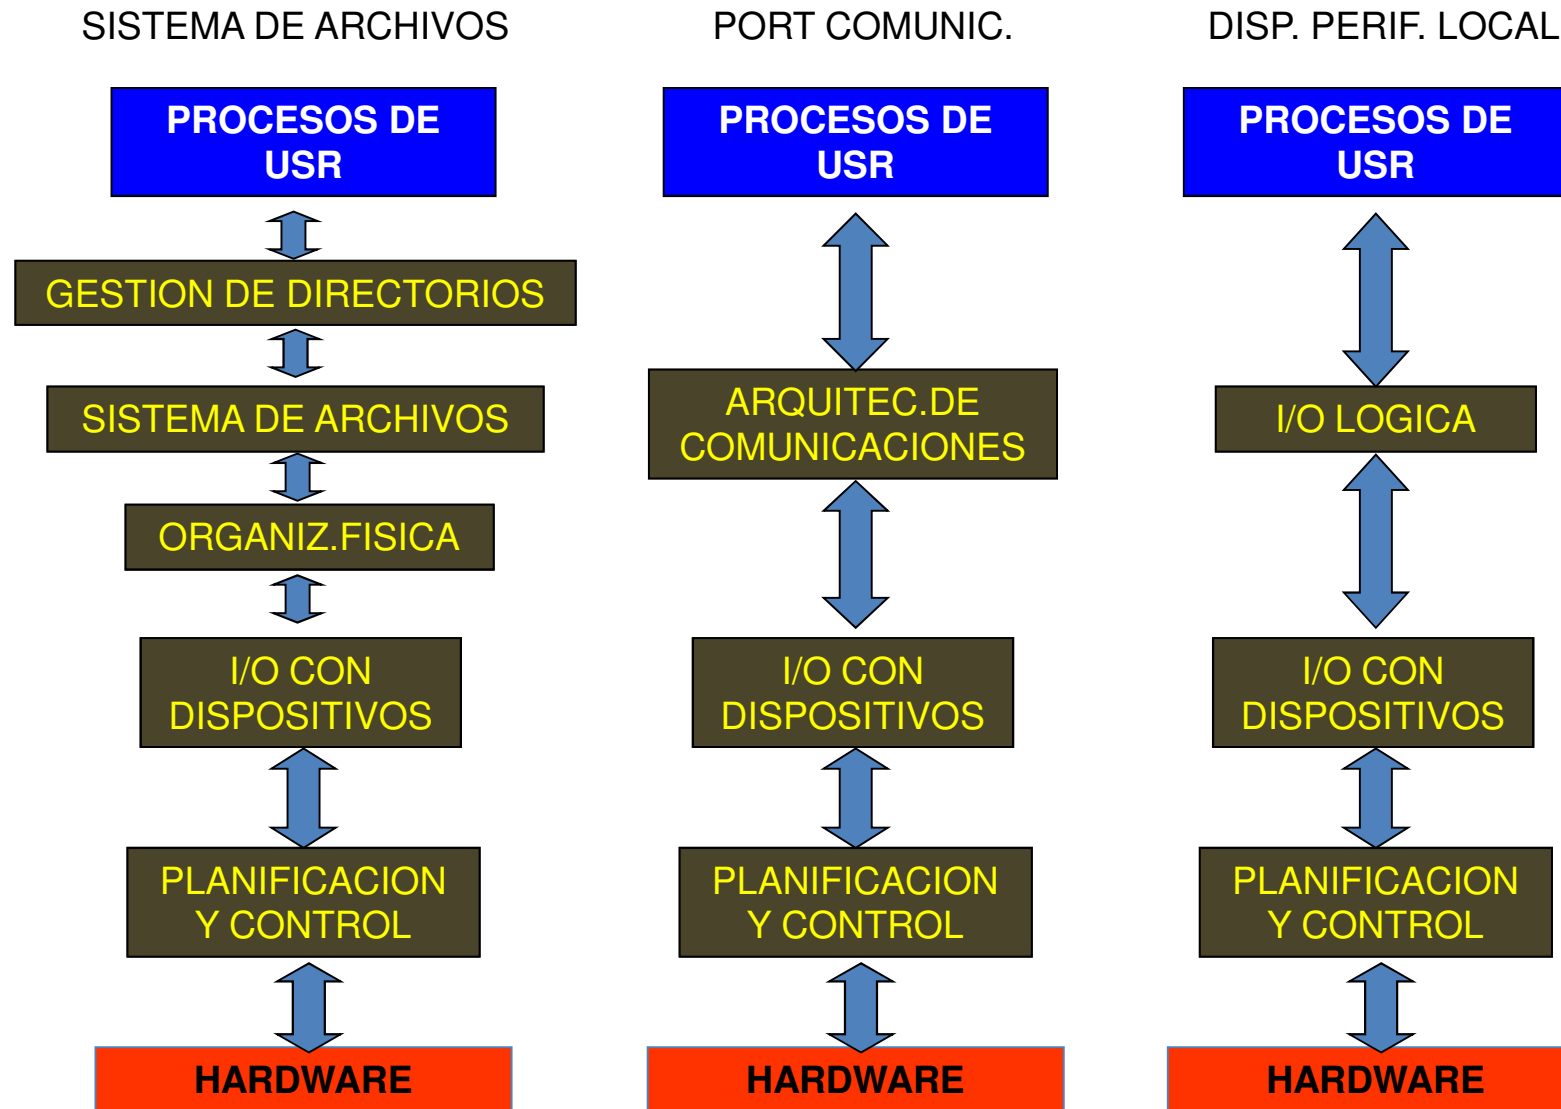 SISTEMA DE ARCHIVOS
PROCESOS DE
USR
GESTION DE DIRECTORIOS
SISTEMA DE ARCHIVOS
ORGANIZ.FISICA
I/O CON
DISPOSITIVOS
PLANIFICACION
Y CONTROL
HARDWARE
PORT COMUNIC.
PROCESOS DE
USR
ARQUITEC.DE
COMUNICACIONES
I/O CON
DISPOSITIVOS
PLANIFICACION
Y CONTROL
HARDWARE
DISP. PERIF. LOCAL
PROCESOS DE
USR
I/O LOGICA
I/O CON
DISPOSITIVOS
PLANIFICACION
Y CONTROL
HARDWARE